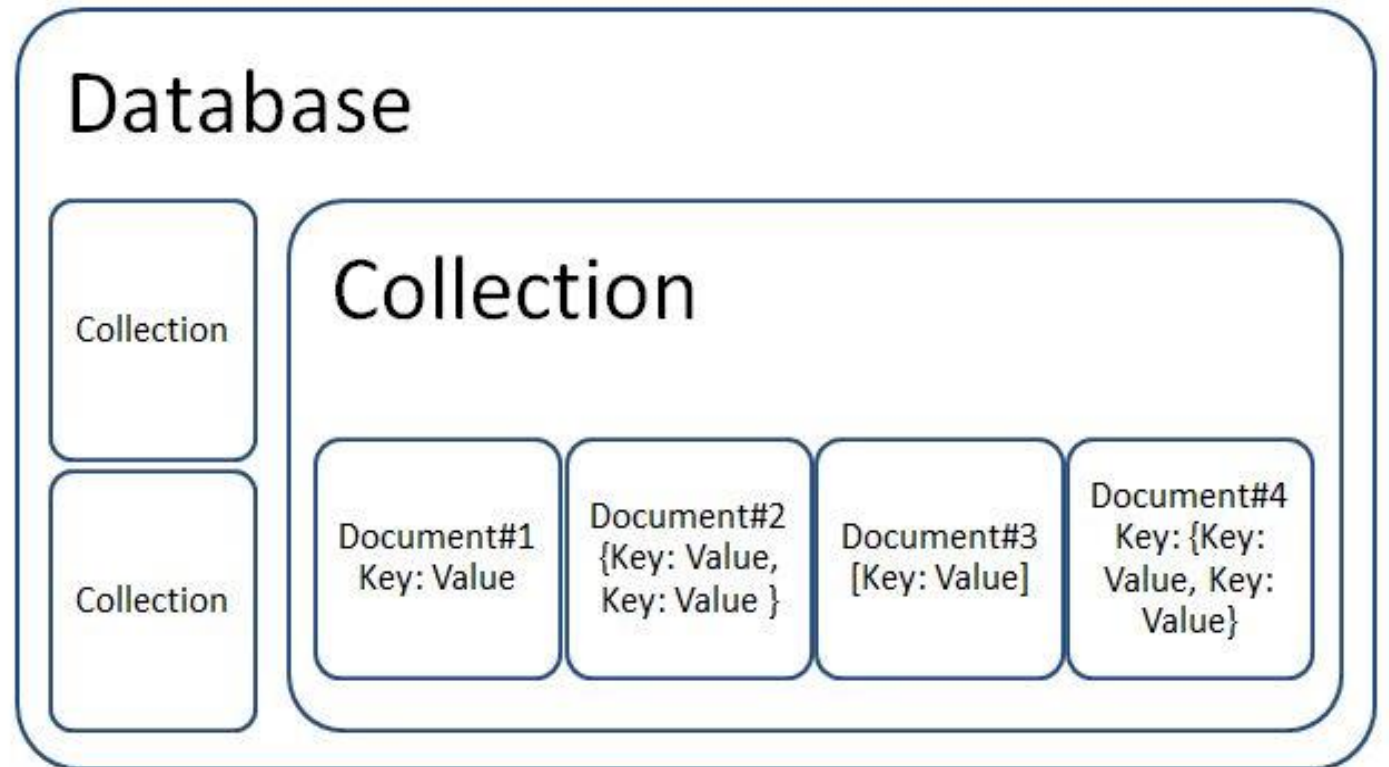 Database
Collection
Collection
Collection
Document#1
Key: Value
Document#2
{Key: Value,
Key: Value }
Document#3
[Key: Value]
Document#4
Key: {Key:
Value, Key:
Value}